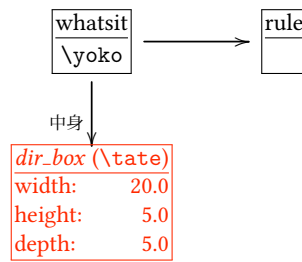 whatsit
\yoko
rule
中身
dir_box (\tate)
width: 20.0
height: 5.0
depth: 5.0